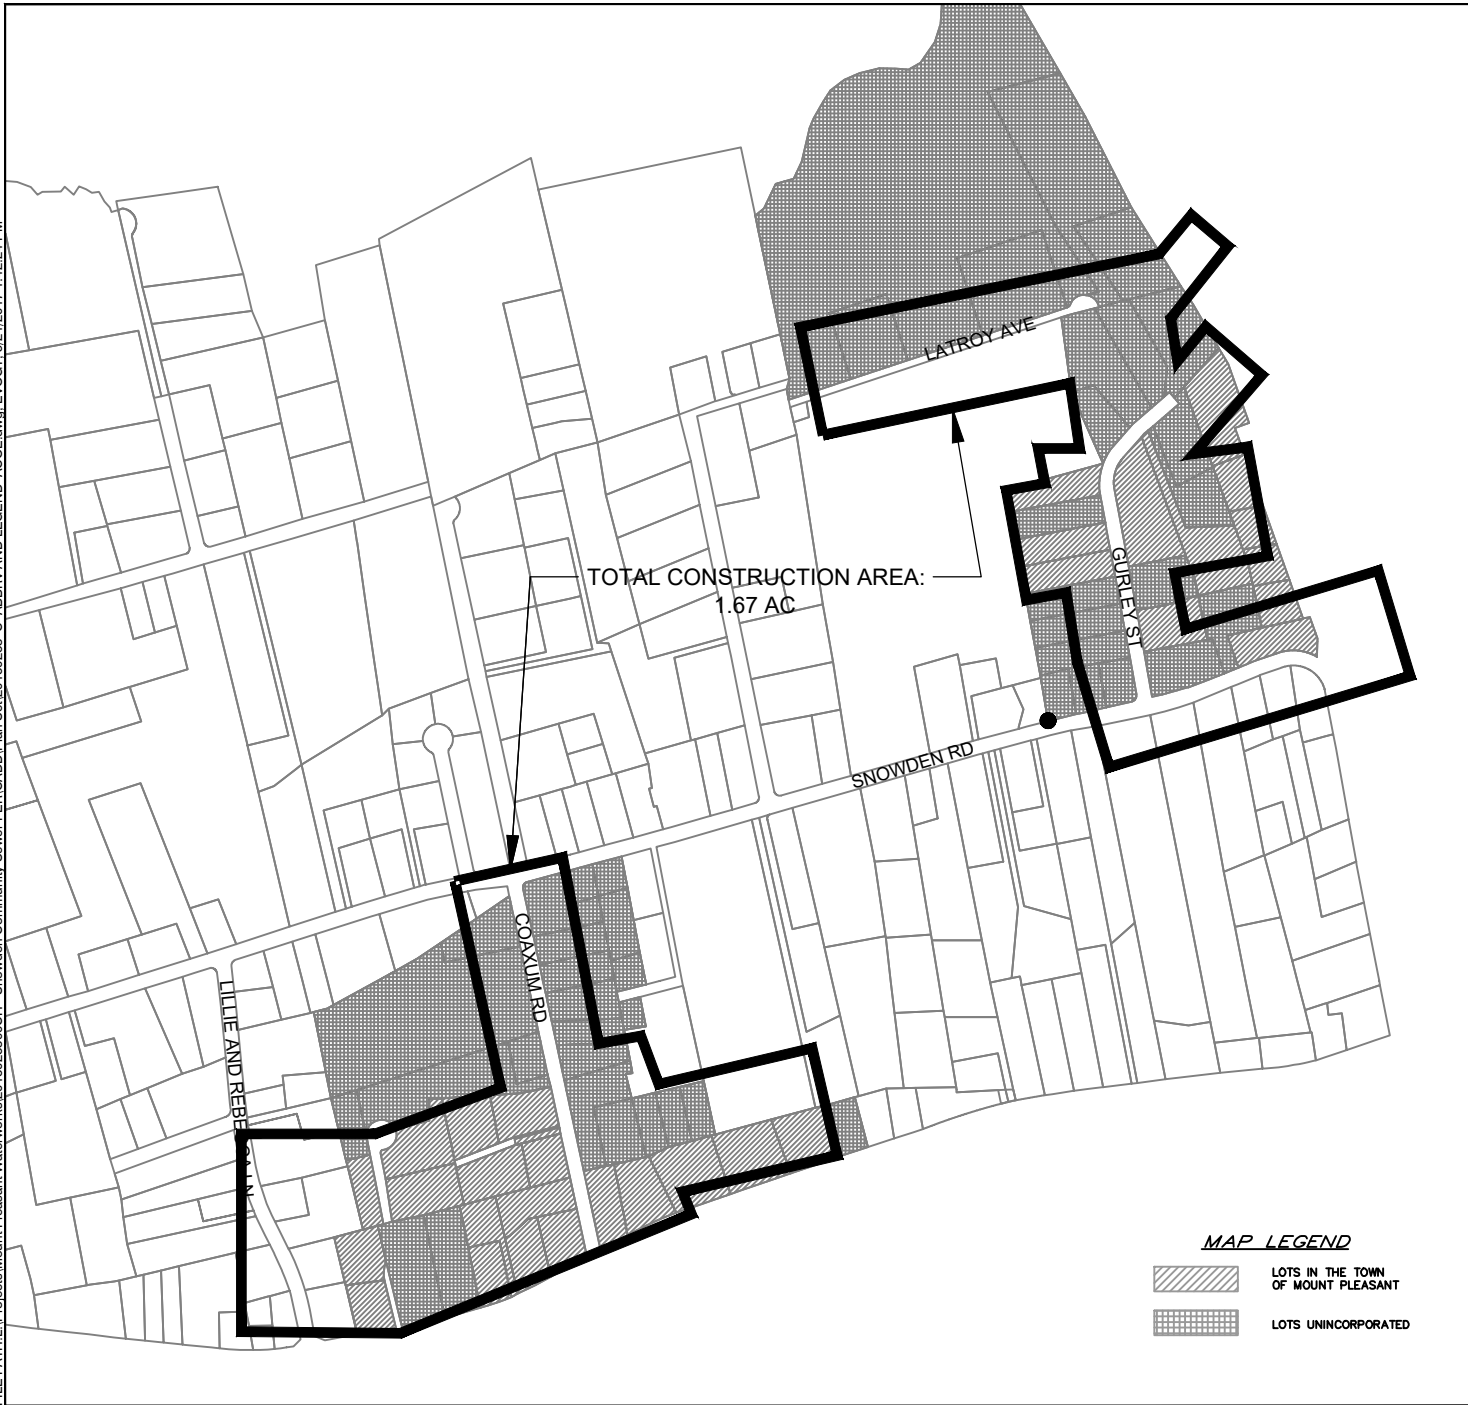 LATROY AVE
TOTAL CONSTRUCTION AREA:
1.67 AC
GURLEY ST
SNOWDEN RD
COAXUM RD
LILLIE AND REBECCA LN
MAP LEGEND
LOTS IN THE TOWN
OF MOUNT PLEASANT
LOTS UNINCORPORATED